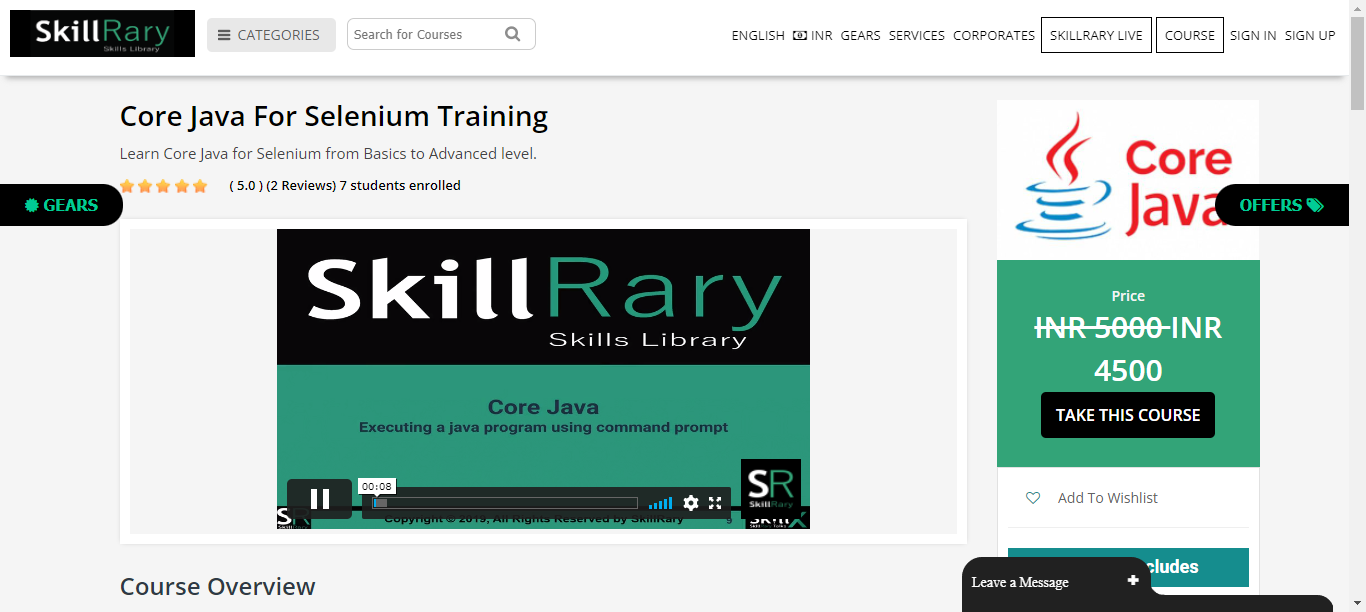 SkillRary
Skills Library
CATEGORIES
Search for Courses
ENGLISH INR GEARS SERVICES CORPORATES SKILLRARY LIVE COURSE SIGN IN SIGN UP
Core Java For Selenium Training
Learn Core Java for Selenium from Basics to Advanced level.
( 5.0 ) (2 Reviews) 7 students enrolled
GEARS
Core
Java
OFFERS
SkillRary
Skills Library
Core Java
Executing a java program using command prompt
00:08
SR
SkillRary
SR
Copyright © 2019, All Rights Reserved by SkillRary
9
Price
INR 5000 INR
4500
TAKE THIS COURSE
Add To Wishlist
cludes
Leave a Message
Course Overview